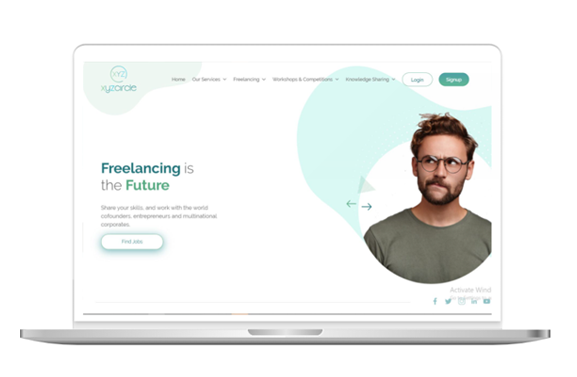 XYZ
xyzcircle
Home Our Services Freelancing Workshops & Competitions Knowledge Sharing Login Signup
Freelancing is
the Future
Share your skills, and work with the world
cofounders, entrepreneurs and multinational
corporates.
Find Jobs
Activate Wind